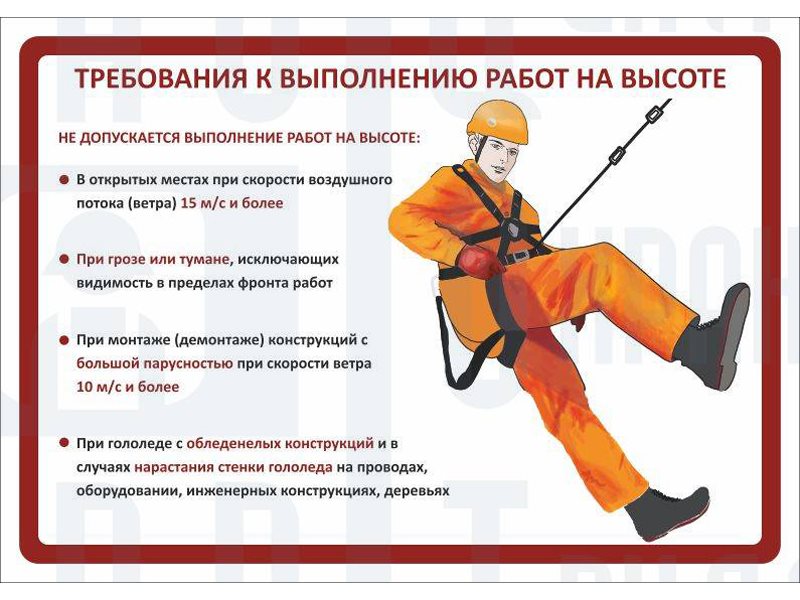 ТРЕБОВАНИЯ К ВЫПОЛНЕНИЮ РАБОТ НА ВЫСОТЕ
НЕ ДОПУСКАЕТСЯ ВЫПОЛНЕНИЕ РАБОТ НА ВЫСОТЕ:
В открытых местах при скорости воздушного
потока (ветра) 15 м/с и более
При грозе или тумане, исключающих
видимость в пределах фронта работ
При монтаже (демонтаже) конструкций с
большой парусностью при скорости ветра
10 м/с и более
При гололеде с обледенелых конструкций и в
случаях нарастания стенки гололеда на проводах,
оборудовании, инженерных конструкциях, деревьях